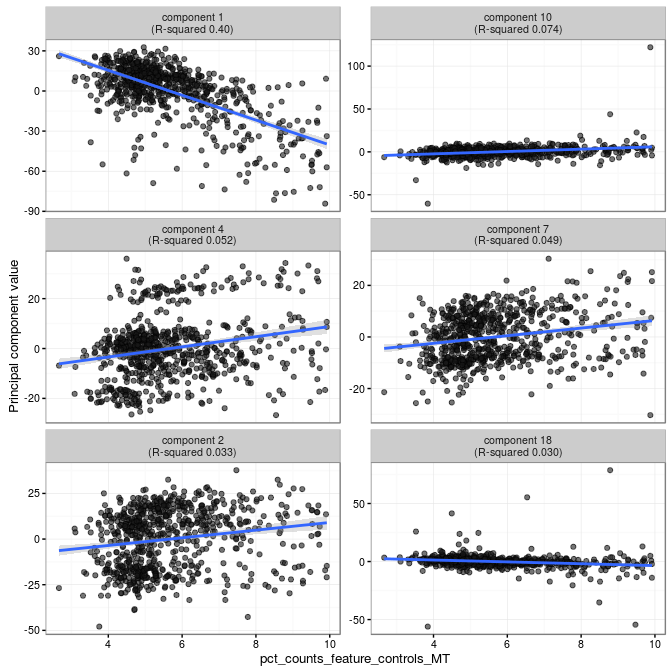 component 1
(R-squared 0.40)
component 10
(R-squared 0.074)
30
0
-30
-60
-90
100
50
0
-50
component 4
(R-squared 0.052)
component 7
(R-squared 0.049)
20
0
-20
20
0
-20
Principal component value
component 2
(R-squared 0.033)
component 18
(R-squared 0.030)
25
0
-25
-50
50
0
-50
4 6 8 10
4 6 8 10
pct_counts_feature_controls_MT